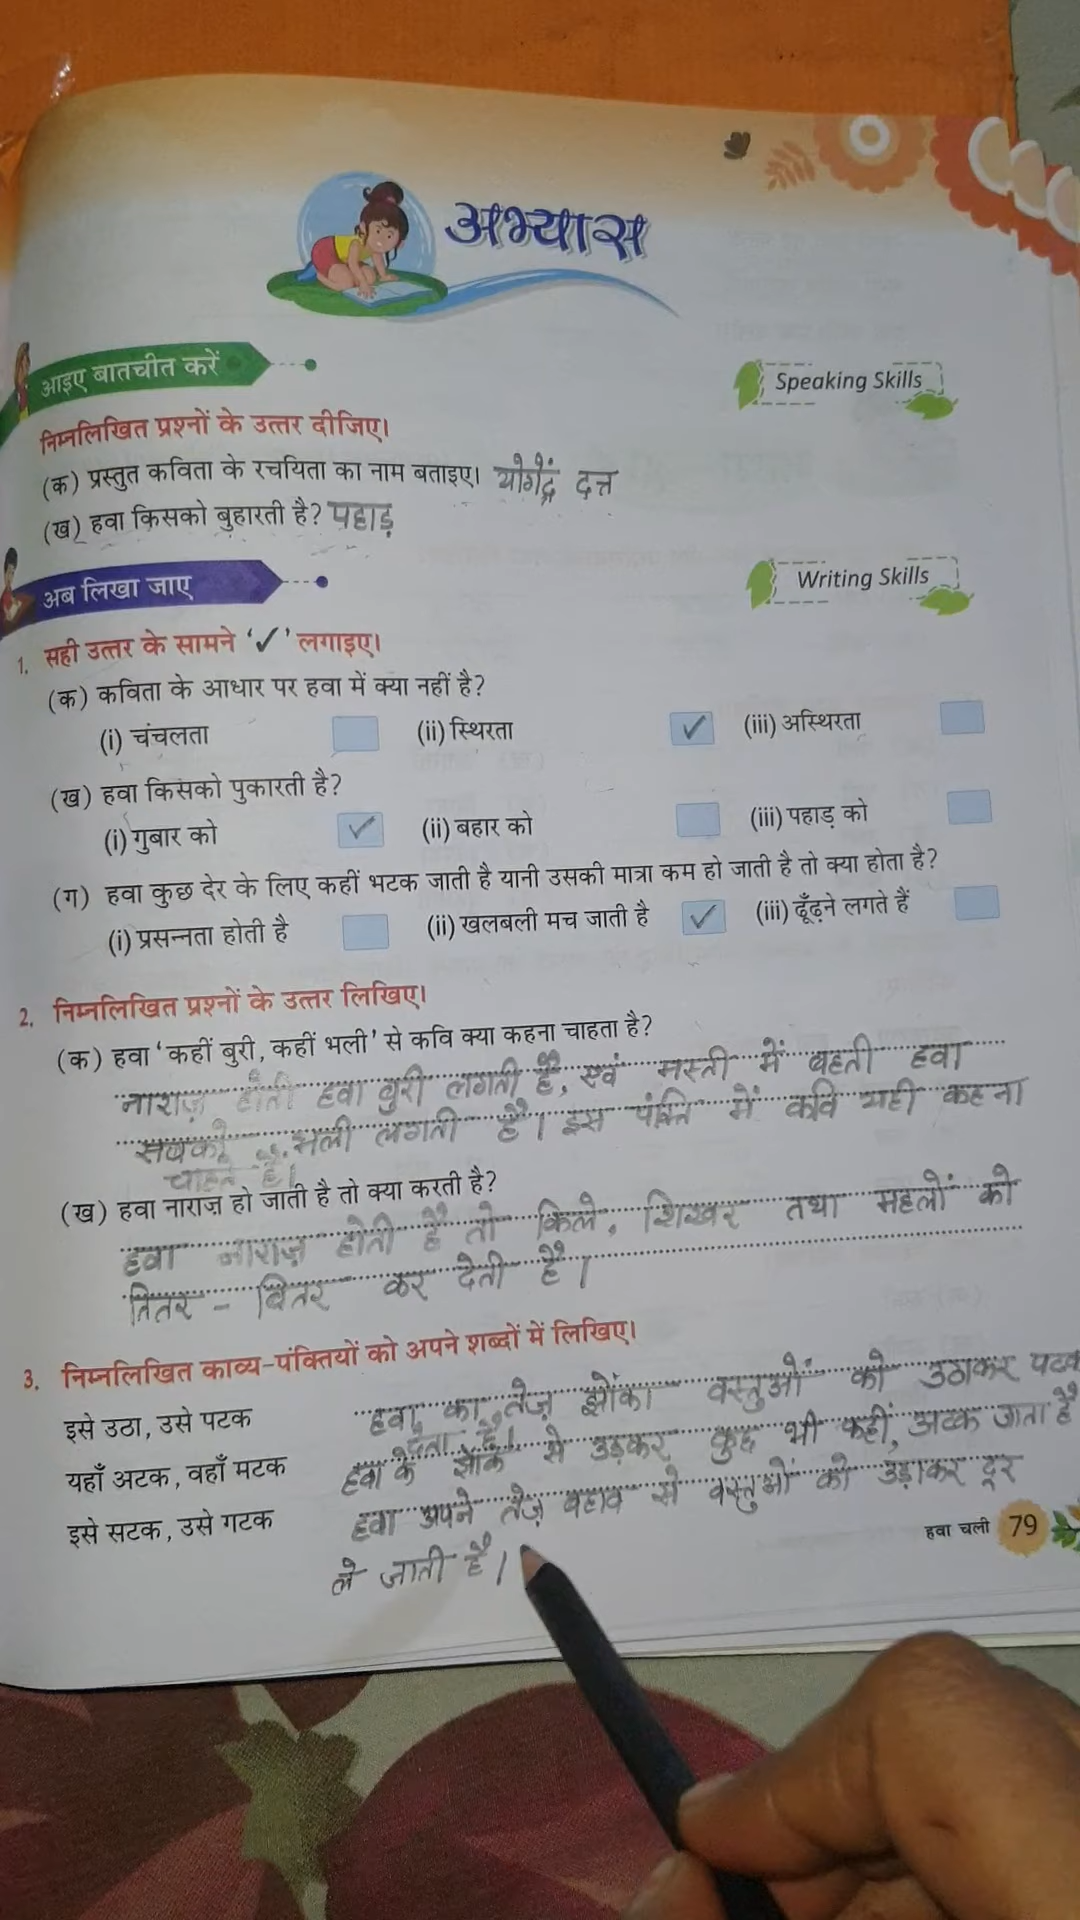 अभ्यास
आइए बातचीत करें
Speaking Skills
निम्नलिखित प्रश्नों के उत्तर दीजिए।
(क) प्रस्तुत कविता के रचयिता का नाम बताइए। योगेंद्र दत्त
(ख) हवा किसको बुहारती है? पहाड़
अब लिखा जाए
Writing Skills
1. सही उत्तर के सामने ‘✓’ लगाइए।
(क) कविता के आधार पर हवा में क्या नहीं है?
(i) चंचलता (ii) स्थिरता ✓ (iii) अस्थिरता
(ख) हवा किसको पुकारती है?
(i) गुबार को ✓ (ii) बहार को (iii) पहाड़ को
(ग) हवा कुछ देर के लिए कहीं भटक जाती है यानी उसकी मात्रा कम हो जाती है तो क्या होता है?
(i) प्रसन्नता होती है (ii) खलबली मच जाती है ✓ (iii) ढूँढ़ने लगते हैं
2. निम्नलिखित प्रश्नों के उत्तर लिखिए।
(क) हवा ‘कहीं बुरी, कहीं भली’ से कवि क्या कहना चाहता है?
नाराज़ होती हवा बुरी लगती है, एवं मस्ती में बहती हवा
सबको भली लगती है। इस पंक्ति में कवि यही कहना
चाहते है।
(ख) हवा नाराज़ हो जाती है तो क्या करती है?
हवा नाराज़ होती है तो किले, शिखर तथा महलों को
तितर - बितर कर देती है।
3. निम्नलिखित काव्य-पंक्तियों को अपने शब्दों में लिखिए।
इसे उठा, उसे पटक हवा का तेज़ झोंका वस्तुओं को उठाकर पटक
देता है।
यहाँ अटक, वहाँ मटक हवा के झोंके से उड़कर कुछ भी कहीं अटक जाता है
इसे सटक, उसे गटक हवा अपने तेज़ बहाव से वस्तुओं को उड़ाकर दूर
ले जाती है।
हवा चली 79